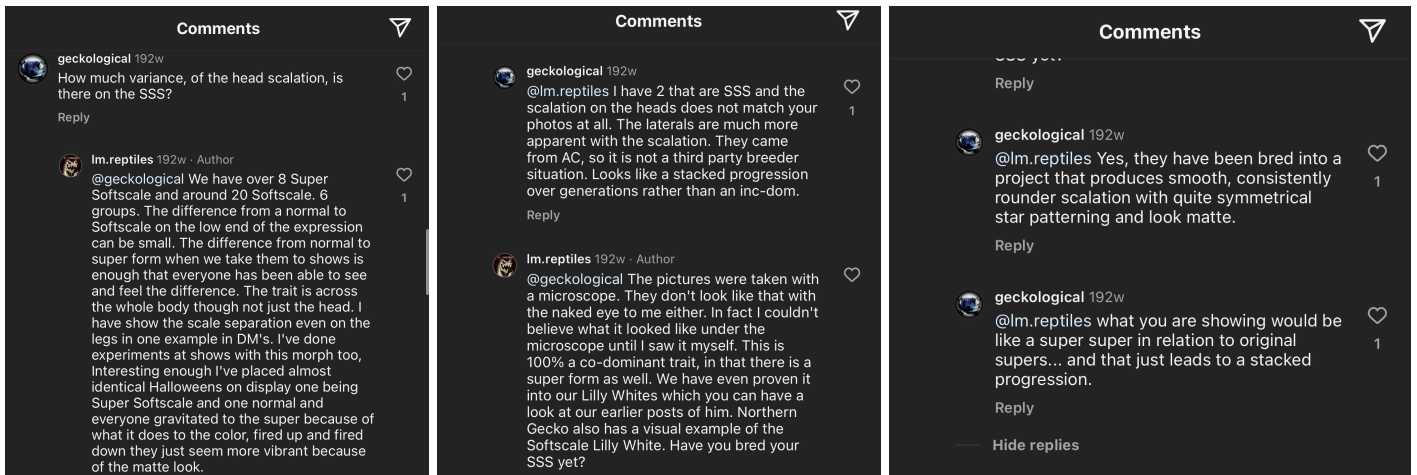 Comments
geckological 192w
How much variance, of the head scalation, is
there on the SSS?
1
Reply
lm.reptiles 192w · Author
@geckological We have over 8 Super
Softscale and around 20 Softscale. 6
groups. The difference from a normal to
Softscale on the low end of the expression
can be small. The difference from normal to
super form when we take them to shows is
enough that everyone has been able to see
and feel the difference. The trait is across
the whole body though not just the head. I
have show the scale separation even on the
legs in one example in DM's. I've done
experiments at shows with this morph too,
Interesting enough I've placed almost
identical Halloweens on display one being
Super Softscale and one normal and
everyone gravitated to the super because of
what it does to the color, fired up and fired
down they just seem more vibrant because
of the matte look.
1
Comments
geckological 192w
@lm.reptiles I have 2 that are SSS and the
scalation on the heads does not match your
photos at all. The laterals are much more
apparent with the scalation. They came
from AC, so it is not a third party breeder
situation. Looks like a stacked progression
over generations rather than an inc-dom.
1
Reply
lm.reptiles 192w · Author
@geckological The pictures were taken with
a microscope. They don't look like that with
the naked eye to me either. In fact I couldn't
believe what it looked like under the
microscope until I saw it myself. This is
100% a co-dominant trait, in that there is a
super form as well. We have even proven it
into our Lilly Whites which you can have a
look at our earlier posts of him. Northern
Gecko also has a visual example of the
Softscale Lilly White. Have you bred your
SSS yet?
Comments
SSS yet?
Reply
geckological 192w
@lm.reptiles Yes, they have been bred into a
project that produces smooth, consistently
rounder scalation with quite symmetrical
star patterning and look matte.
1
Reply
geckological 192w
@lm.reptiles what you are showing would be
like a super super in relation to original
supers... and that just leads to a stacked
progression.
1
Reply
Hide replies